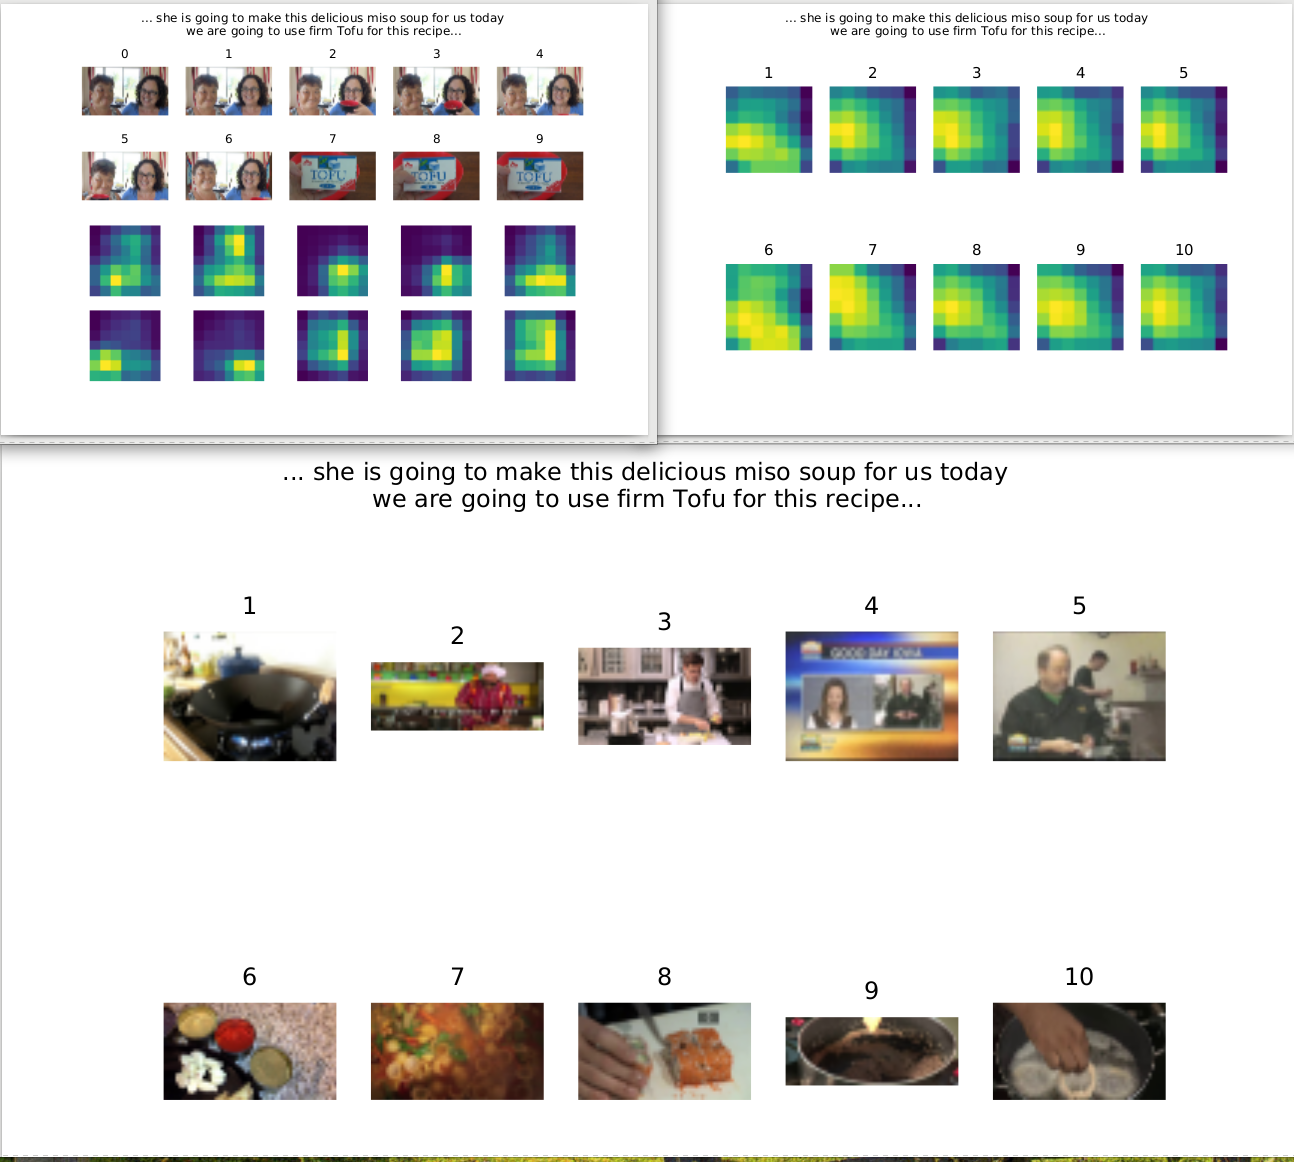 ... she is going to make this delicious miso soup for us today
we are going to use firm Tofu for this recipe...
0 1 2 3 4
5 6 7 8 9
TOFU TOFU TOFU
... she is going to make this delicious miso soup for us today
we are going to use firm Tofu for this recipe...
1 2 3 4 5
6 7 8 9 10
... she is going to make this delicious miso soup for us today
we are going to use firm Tofu for this recipe...
1 2 3 4 5
GOOD DAY IDEA
6 7 8 9 10